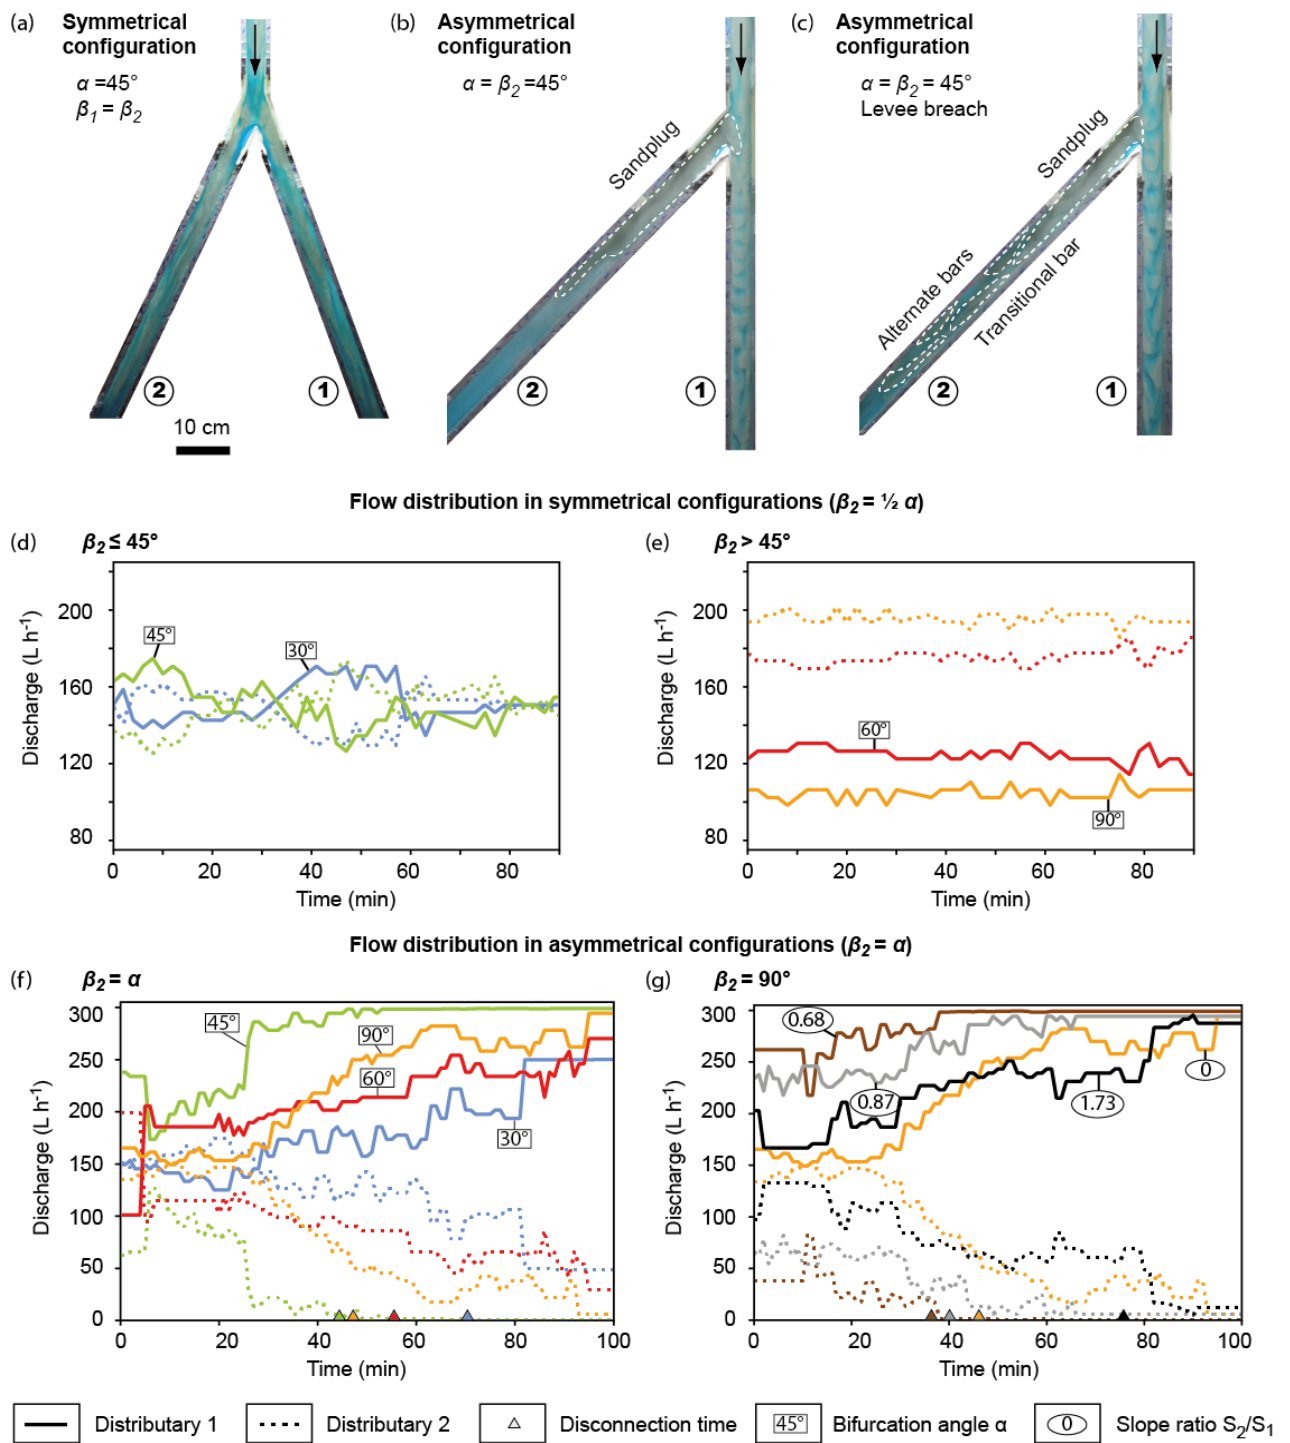 (a) Symmetrical configuration
α =45°
β1 = β2
(b) Asymmetrical configuration
α = β2 =45°
(c) Asymmetrical configuration
α = β2 = 45°
Levee breach
Sandplug
Sandplug
Alternate bars
Transitional bar
2
1
2
1
2
1
10 cm
Flow distribution in symmetrical configurations (β2 = ½ α)
(d) β2 ≤ 45°
Discharge (L h-1)
200
160
120
80
45°
30°
0 20 40 60 80
Time (min)
(e) β2 > 45°
Discharge (L h-1)
200
160
120
80
60°
90°
0 20 40 60 80
Time (min)
Flow distribution in asymmetrical configurations (β2 = α)
(f) β2 = α
Discharge (L h-1)
300
250
200
150
100
50
0
45°
90°
60°
30°
0 20 40 60 80 100
Time (min)
(g) β2 = 90°
Discharge (L h-1)
300
250
200
150
100
50
0
0.68
0.87
1.73
0
0 20 40 60 80 100
Time (min)
Distributary 1
Distributary 2
Disconnection time
45° Bifurcation angle α
0 Slope ratio S2/S1